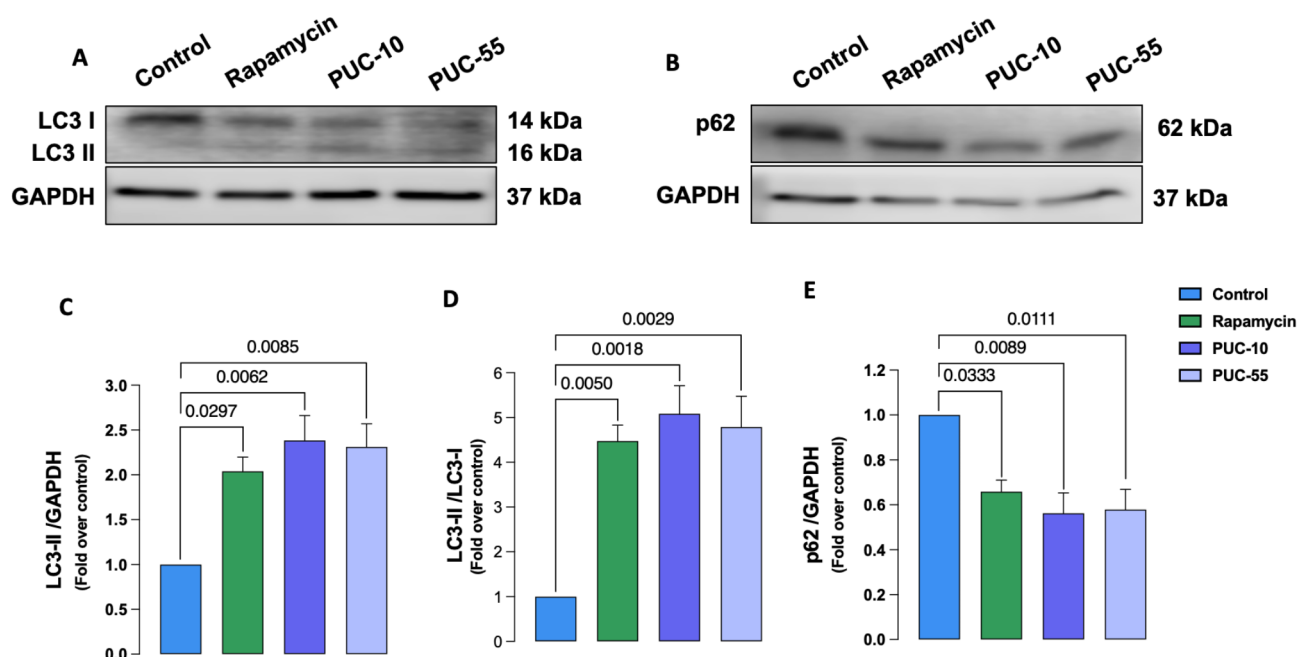 A
Control
Rapamycin
PUC-10
PUC-55
LC3 I
14 kDa
LC3 II
16 kDa
GAPDH
37 kDa
B
Control
Rapamycin
PUC-10
PUC-55
p62
62 kDa
GAPDH
37 kDa
C
LC3-II /GAPDH
(Fold over control)
3.0
2.5
2.0
1.5
1.0
0.5
0.0
0.0085
0.0062
0.0297
D
LC3-II /LC3-I
(Fold over control)
6
5
4
3
2
1
0
0.0029
0.0018
0.0050
E
p62 /GAPDH
(Fold over control)
1.2
1.0
0.8
0.6
0.4
0.2
0.0
0.0111
0.0089
0.0333
Control
Rapamycin
PUC-10
PUC-55